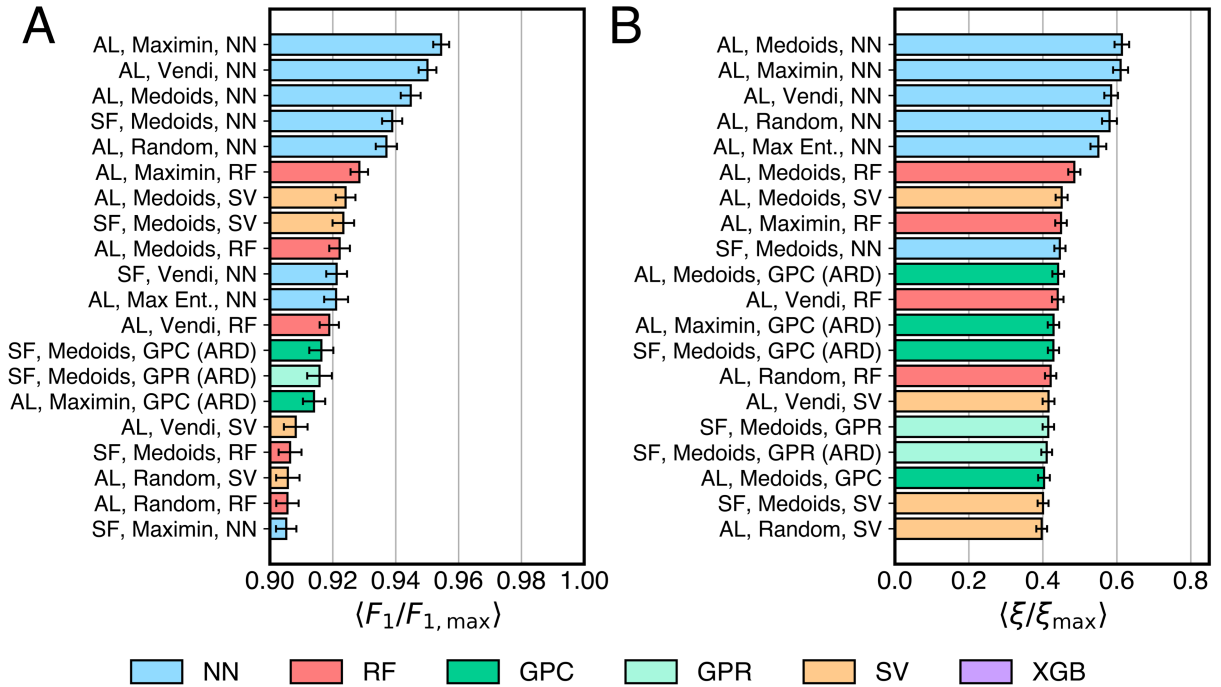 A
AL, Maximin, NN
AL, Vendi, NN
AL, Medoids, NN
SF, Medoids, NN
AL, Random, NN
AL, Maximin, RF
AL, Medoids, SV
SF, Medoids, SV
AL, Medoids, RF
SF, Vendi, NN
AL, Max Ent., NN
AL, Vendi, RF
SF, Medoids, GPC (ARD)
SF, Medoids, GPR (ARD)
AL, Maximin, GPC (ARD)
AL, Vendi, SV
SF, Medoids, RF
AL, Random, SV
AL, Random, RF
SF, Maximin, NN
0.90 0.92 0.94 0.96 0.98 1.00
⟨F₁/F₁, max⟩
B
AL, Medoids, NN
AL, Maximin, NN
AL, Vendi, NN
AL, Random, NN
AL, Max Ent., NN
AL, Medoids, RF
AL, Medoids, SV
AL, Maximin, RF
SF, Medoids, NN
AL, Medoids, GPC (ARD)
AL, Vendi, RF
AL, Maximin, GPC (ARD)
SF, Medoids, GPC (ARD)
AL, Random, RF
AL, Vendi, SV
SF, Medoids, GPR
SF, Medoids, GPR (ARD)
AL, Medoids, GPC
SF, Medoids, SV
AL, Random, SV
0.0 0.2 0.4 0.6 0.8
⟨ξ/ξmax⟩
NN RF GPC GPR SV XGB